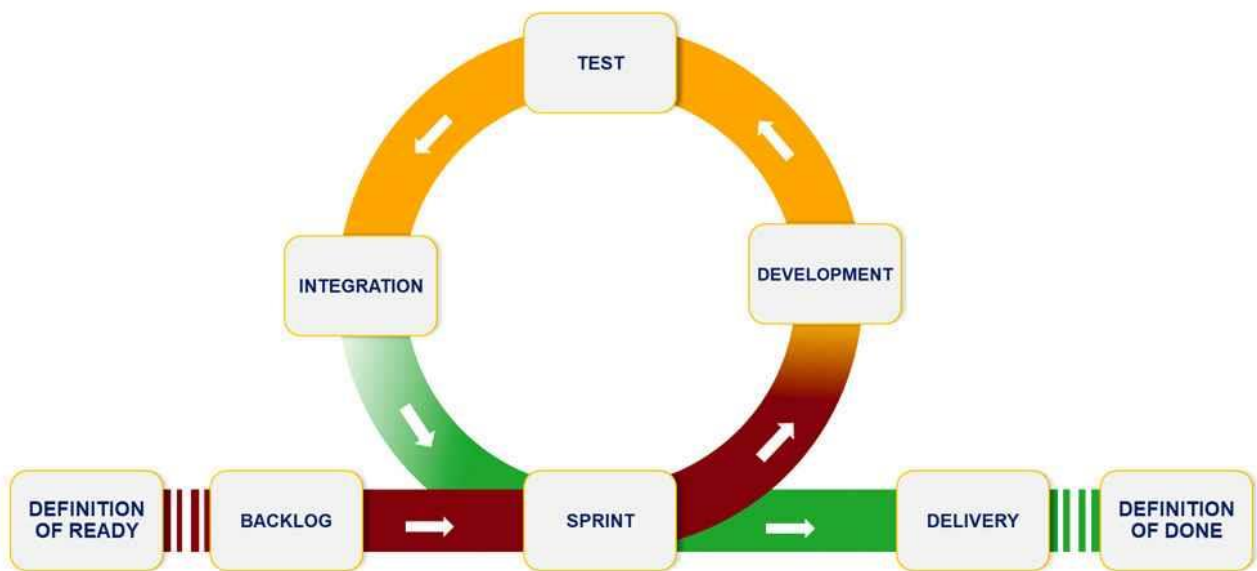 TEST
INTEGRATION
DEVELOPMENT
DEFINITION
OF READY
BACKLOG
SPRINT
DELIVERY
DEFINITION
OF DONE